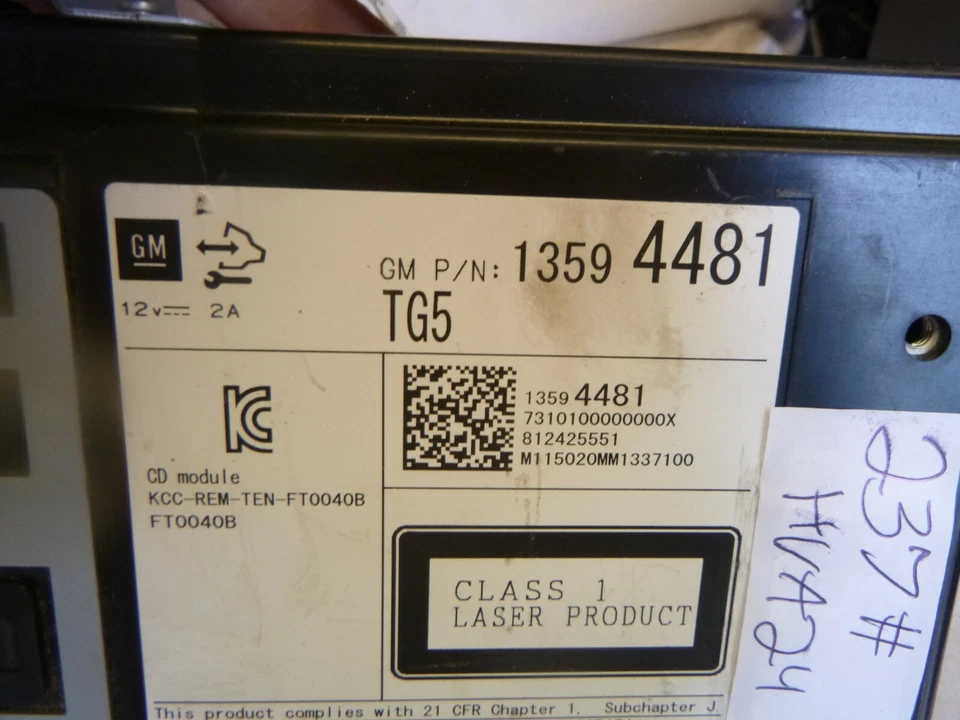 GM
12v 2A
GM P/N: 1359 4481
TG5
KC
CD module
KCC-REM-TEN-FT0040B
FT0040B
1359 4481
7310100000000X
812425551
M115020MM1337100
CLASS 1
LASER PRODUCT
This product complies with 21 CFR Chapter 1, Subchapter J.
237#
HVA24